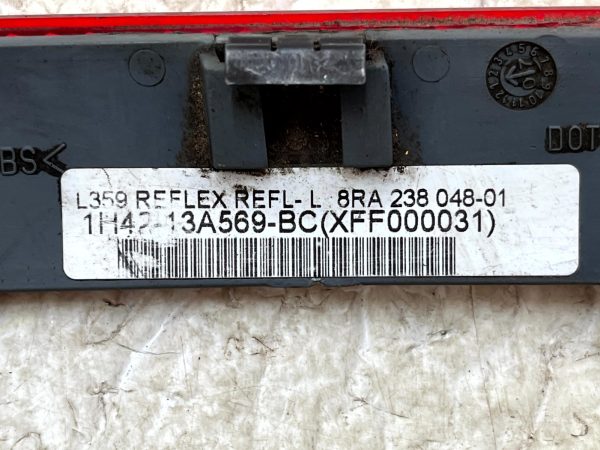 BS<
DOT
L359 REFLEX REFL- L 8RA 238 048-01
1H42-13A569-BC(XFF000031)